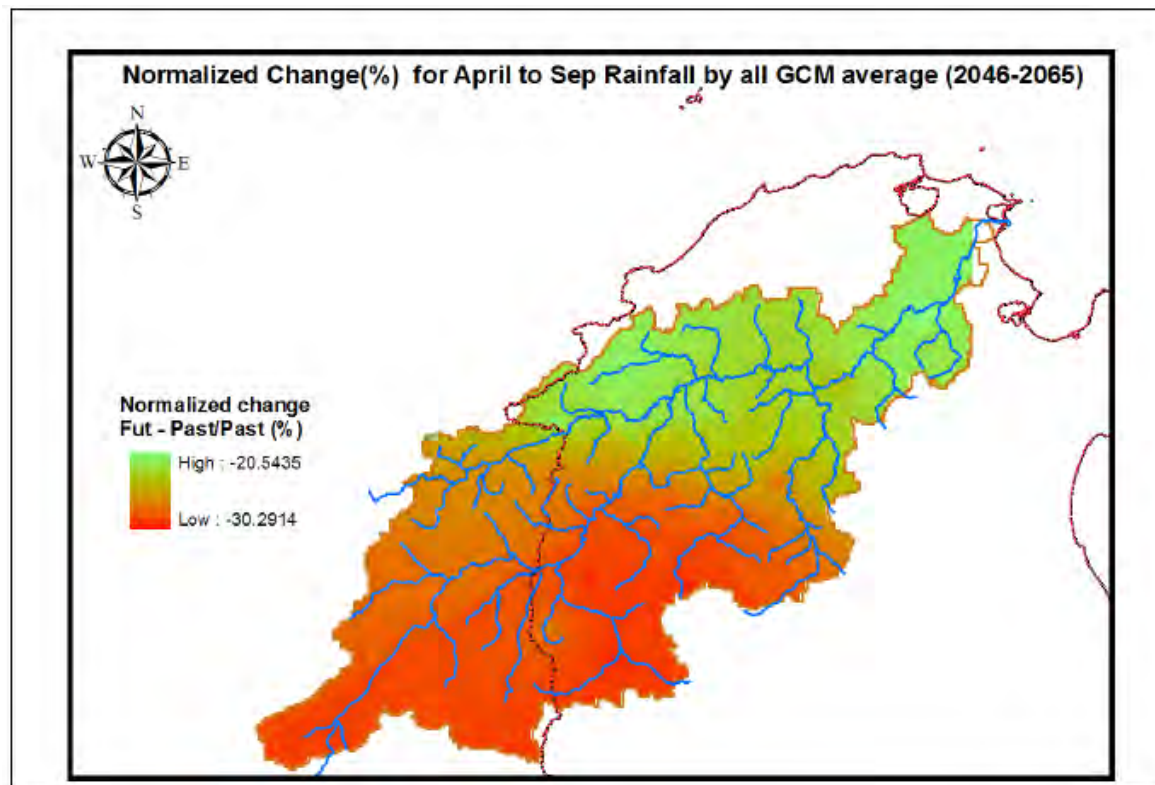 Normalized Change(%)  for April to Sep Rainfall by all GCM average (2046-2065)
N
W
E
S
Normalized change
Fut - Past/Past (%)
High : -20.5435
Low : -30.2914